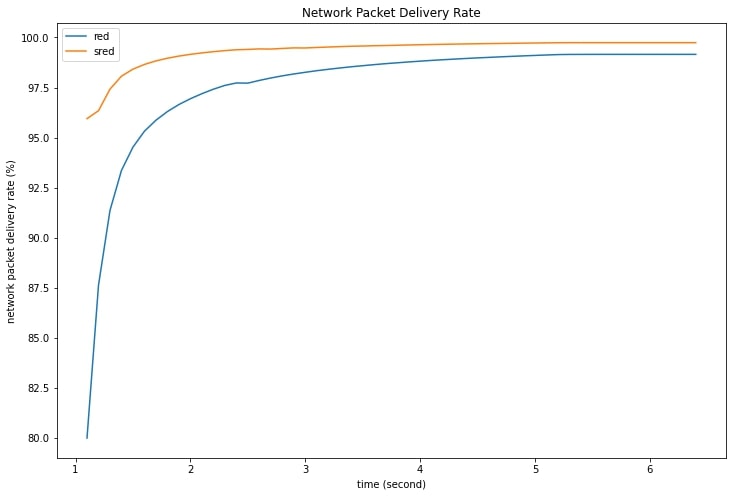 Network Packet Delivery Rate
red
sred
100.0
97.5
95.0
92.5
90.0
87.5
85.0
82.5
80.0
network packet delivery rate (%)
1 2 3 4 5 6
time (second)